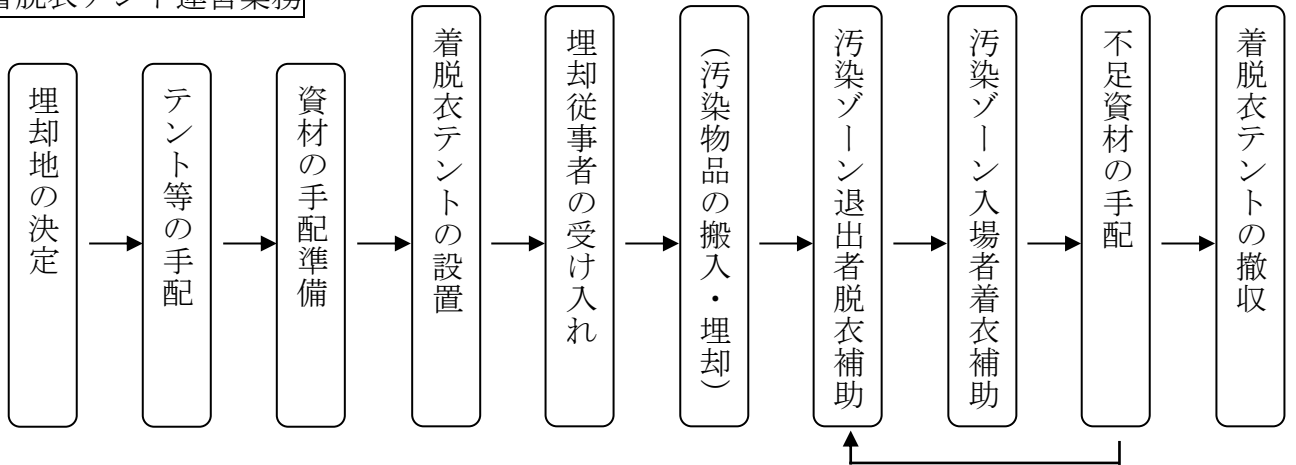 着脱衣テント運営業務
埋却地の決定
テント等の手配
資材の手配準備
着脱衣テントの設置
埋却従事者の受け入れ
（汚染物品の搬入・埋却）
汚染ゾーン退出者脱衣補助
汚染ゾーン入場者着衣補助
不足資材の手配
着脱衣テントの撤収